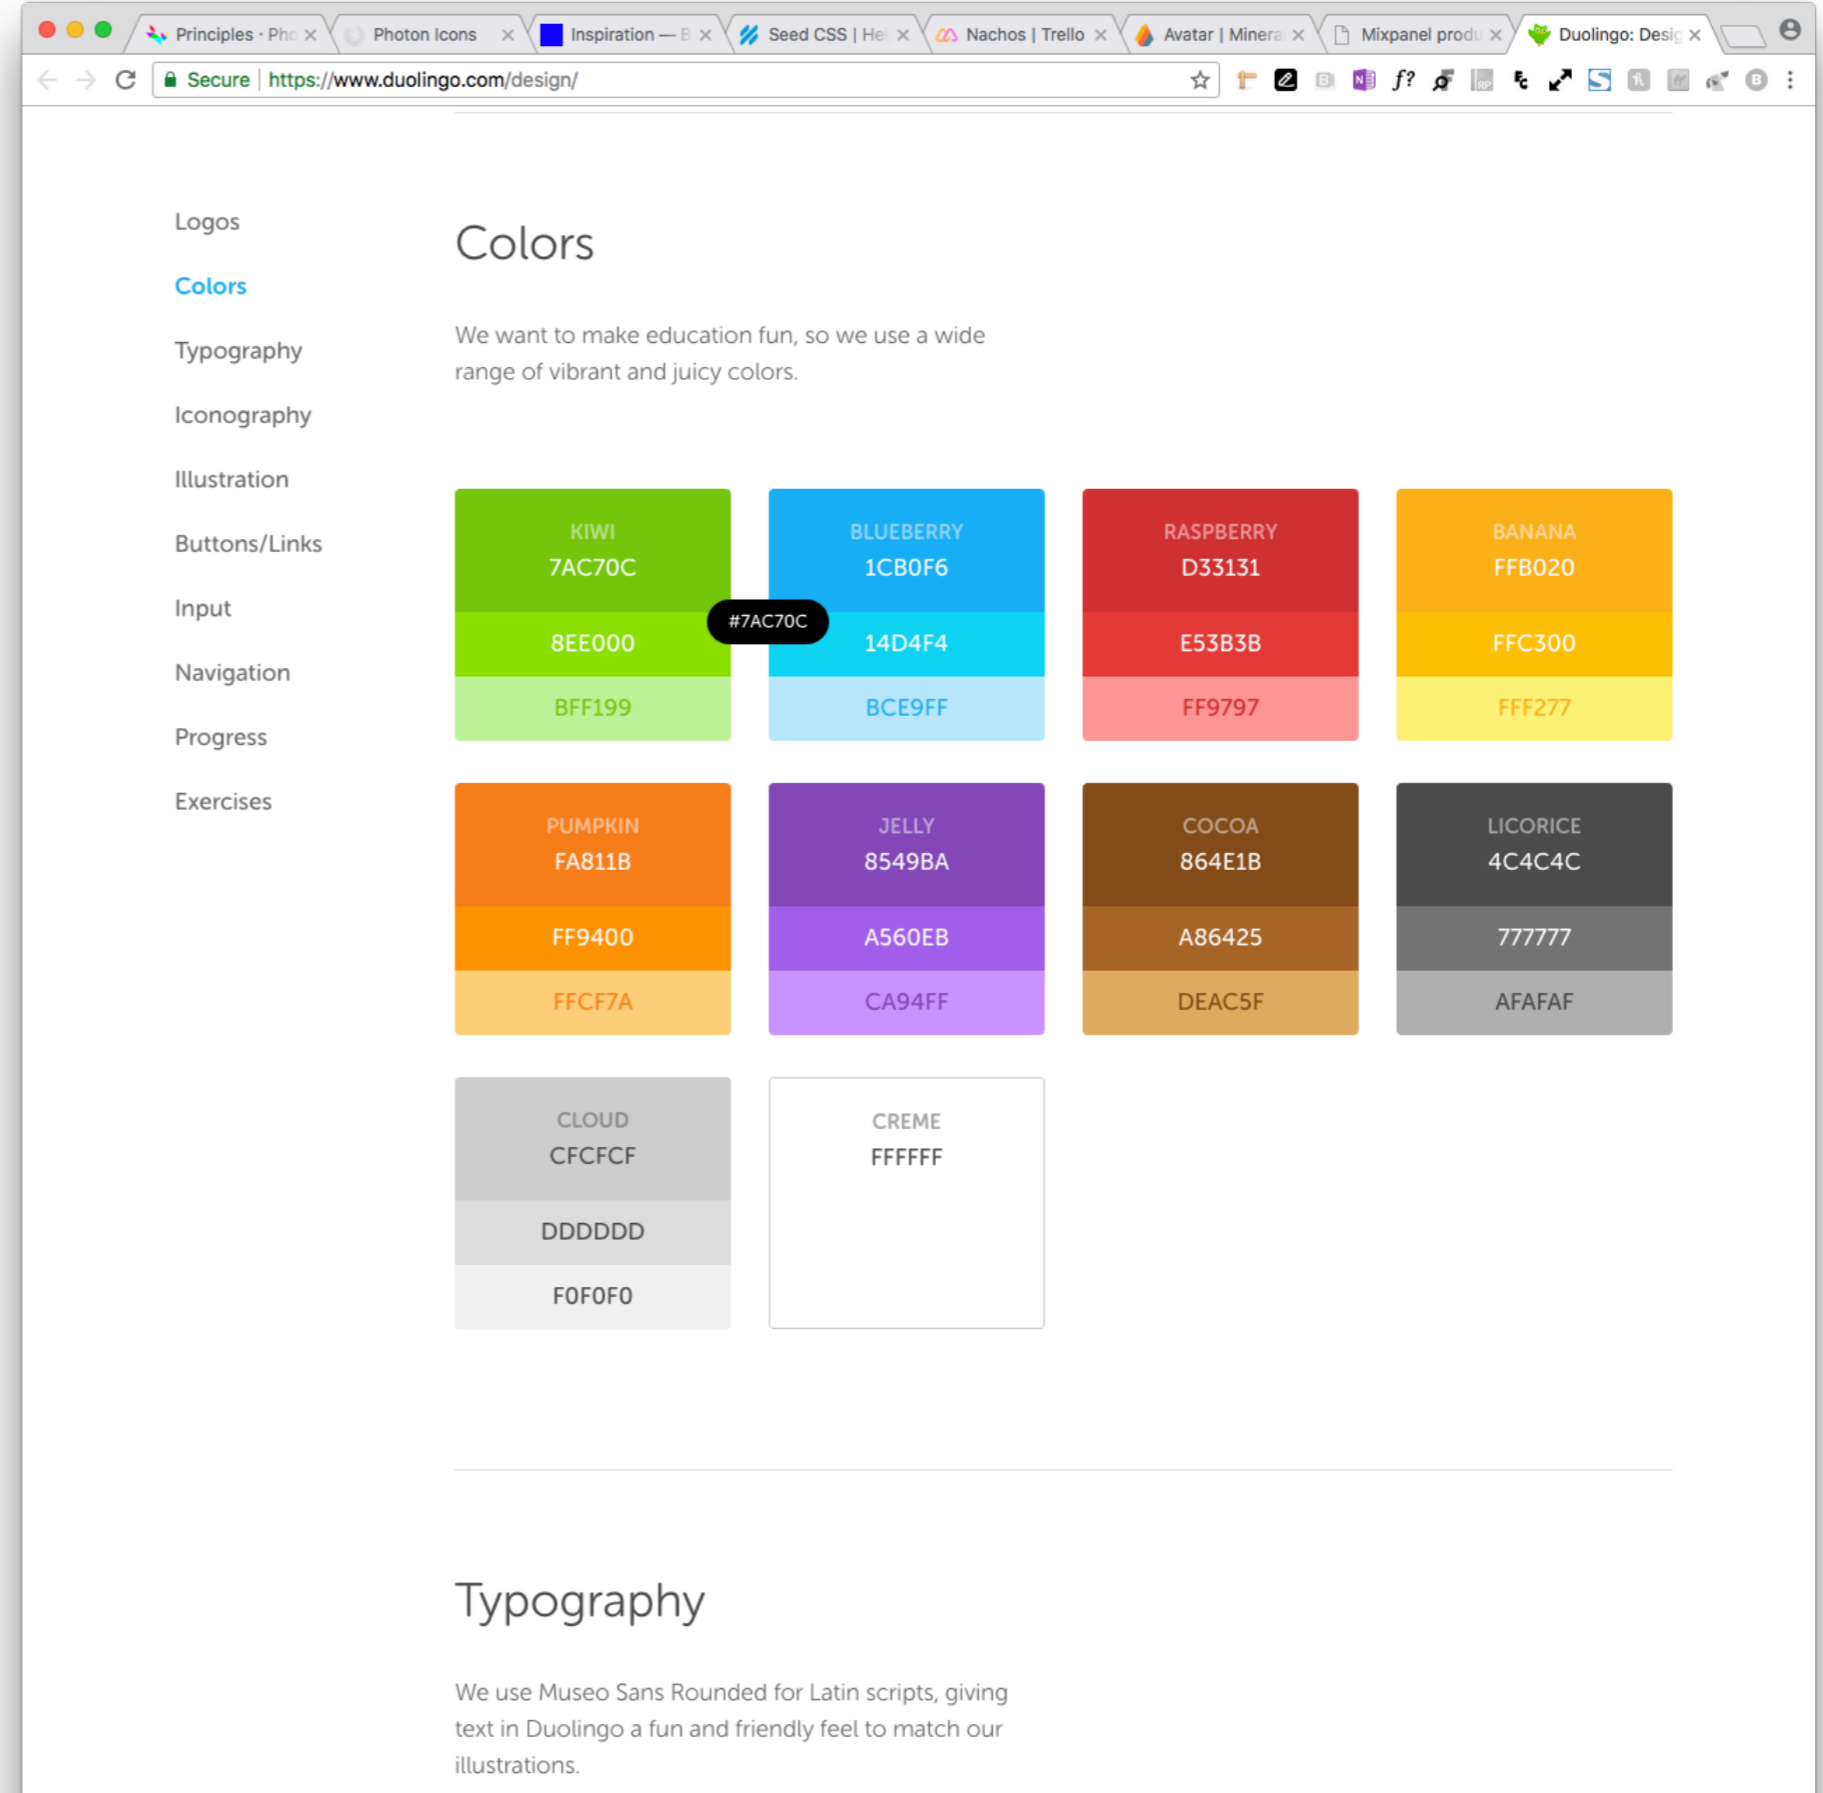 Principles · Pho
Photon Icons
Inspiration — B
Seed CSS | Hel
Nachos | Trello
Avatar | Minera
Mixpanel produ
Duolingo: Desig
Secure | https://www.duolingo.com/design/
Logos
Colors
Typography
Iconography
Illustration
Buttons/Links
Input
Navigation
Progress
Exercises
Colors
We want to make education fun, so we use a wide
range of vibrant and juicy colors.
KIWI
7AC70C
8EE000
BFF199
#7AC70C
BLUEBERRY
1CB0F6
14D4F4
BCE9FF
RASPBERRY
D33131
E53B3B
FF9797
BANANA
FFB020
FFC300
FFF277
PUMPKIN
FA811B
FF9400
FFCF7A
JELLY
8549BA
A560EB
CA94FF
COCOA
864E1B
A86425
DEAC5F
LICORICE
4C4C4C
777777
AFAFAF
CLOUD
CFCFCF
DDDDDD
F0F0F0
CREME
FFFFFF
Typography
We use Museo Sans Rounded for Latin scripts, giving
text in Duolingo a fun and friendly feel to match our
illustrations.